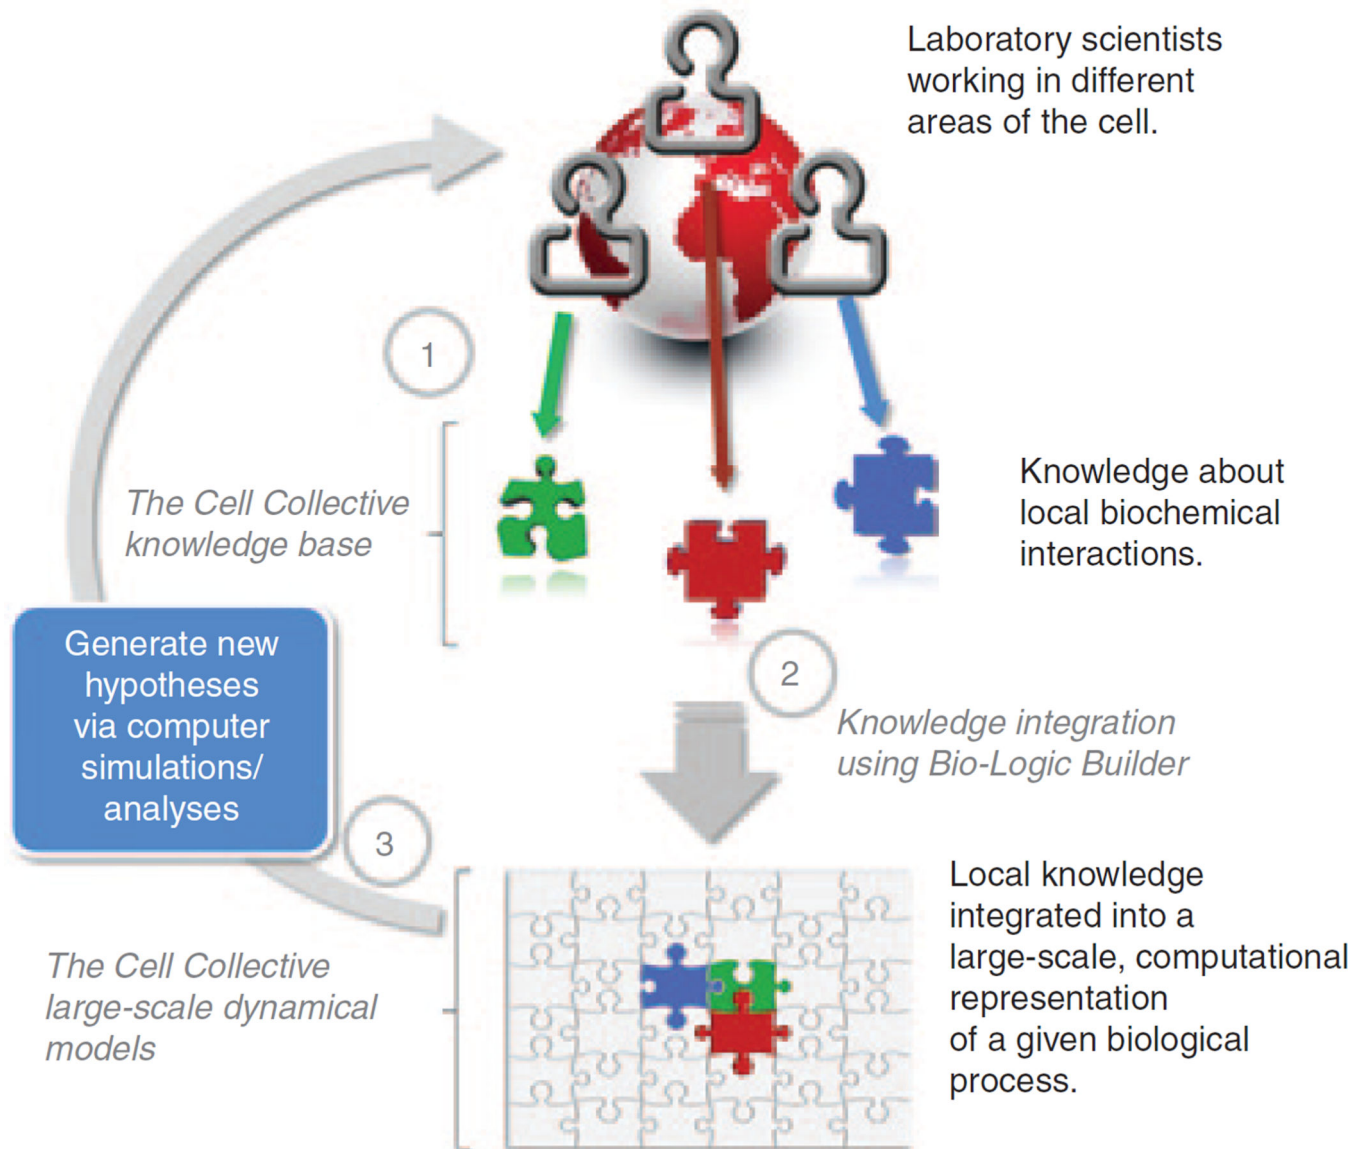 Laboratory scientists
working in different
areas of the cell.
1
The Cell Collective
knowledge base
Knowledge about
local biochemical
interactions.
Generate new
hypotheses
via computer
simulations/
analyses
2
Knowledge integration
using Bio-Logic Builder
3
The Cell Collective
large-scale dynamical
models
Local knowledge
integrated into a
large-scale, computational
representation
of a given biological
process.